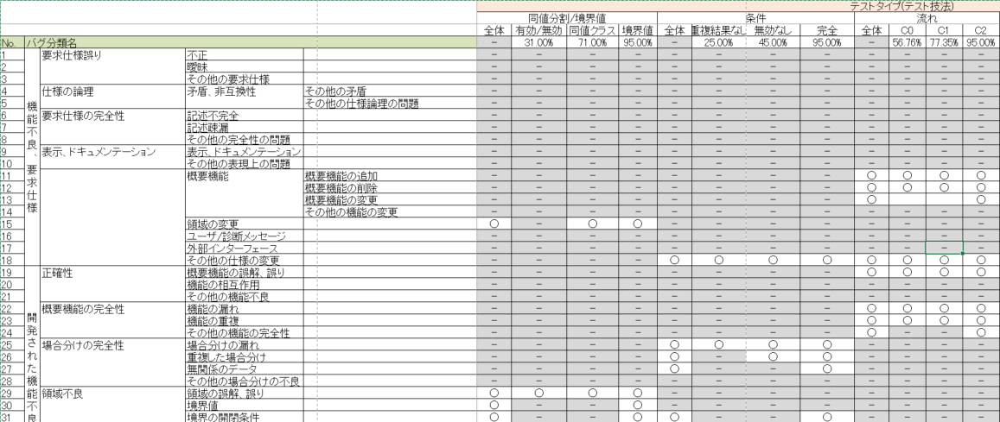 テストタイプ(テスト技法)
同値分割/境界値 条件 流れ
全体 有効/無効 同値クラス 境界値 全体 重複結果なし 無効なし 完全 全体 C0 C1 C2
No. バグ分類名 － 31.00% 71.00% 95.00% － 25.00% 45.00% 95.00% － 56.76% 77.35% 95.00%
機能不良、要求仕様
1 要求仕様誤り 不正 － － － － － － － － － － － －
2 曖昧 － － － － － － － － － － － －
3 その他の要求仕様 － － － － － － － － － － － －
4 仕様の論理 矛盾、非互換性 その他の矛盾 － － － － － － － － － － － －
5 その他の仕様論理の問題 － － － － － － － － － － － －
6 要求仕様の完全性 記述不完全 － － － － － － － － － － － －
7 記述疎漏 － － － － － － － － － － － －
8 その他の完全性の問題 － － － － － － － － － － － －
9 表示、ドキュメンテーション 表示、ドキュメンテーション － － － － － － － － － － － －
10 その他の表現上の問題 － － － － － － － － － － － －
11 概要機能 概要機能の追加 － － － － － － － － ○ ○ ○ ○
12 概要機能の削除 － － － － － － － － ○ ○ ○ ○
13 概要機能の変更 － － － － － － － － ○ ○
14 その他の機能の変更 － － － － － － － － － － － －
15 領域の変更 ○ － ○ ○ － － － － － － － －
16 ユーザ/診断メッセージ － － － － － － － － － － － －
17 外部インターフェース － － － － － － － － － － － －
18 その他の仕様の変更 － － － － ○ ○ ○ ○ ○ ○ ○ ○
開発された機能不良
19 正確性 概要機能の誤解、誤り － － － － － － － － ○ ○ ○ ○
20 機能の相互作用 － － － － － － － － － － － －
21 その他の機能不良 － － － － － － － － － － － －
22 概要機能の完全性 機能の漏れ － － － － － － － － ○ ○ ○ ○
23 機能の重複 － － － － － － － － ○ ○ ○ ○
24 その他の機能の完全性 － － － － － － － － ○ － － ○
25 場合分けの完全性 場合分けの漏れ － － － － ○ ○ ○ ○ － － － －
26 重複した場合分け － － － － ○ － ○ ○ － － － －
27 無関係のデータ － － － － ○ － － ○ － － － －
28 その他の場合分けの不良 － － － － － － － － － － － －
29 領域不良 領域の誤解、誤り ○ ○ ○ ○ － － － － － － － －
30 境界値 ○ － － ○ － － － － － － － －
31 境界の開閉条件 ○ － － ○ ○ － － ○ － － － －